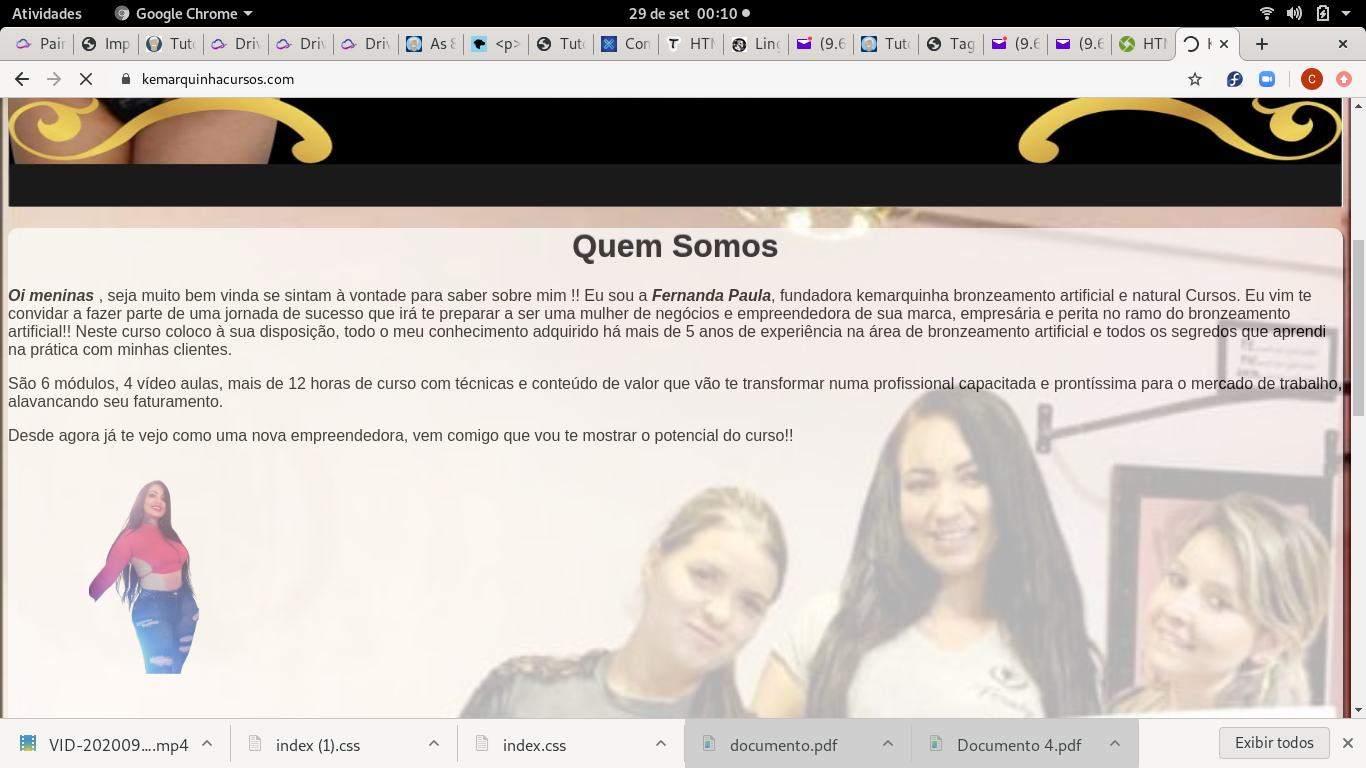 Atividades
Google Chrome
29 de set 00:10
Pair
Imp
Tuto
Driv
Driv
Driv
As 8
<p>
Tuto
Con
HTM
Ling
(9.6
Tuto
Tag
(9.6
(9.6
HTM
kemarquinhacursos.com
C
Quem Somos
Oi meninas , seja muito bem vinda se sintam à vontade para saber sobre mim !! Eu sou a Fernanda Paula, fundadora kemarquinha bronzeamento artificial e natural Cursos. Eu vim te
convidar a fazer parte de uma jornada de sucesso que irá te preparar a ser uma mulher de negócios e empreendedora de sua marca, empresária e perita no ramo do bronzeamento
artificial!! Neste curso coloco à sua disposição, todo o meu conhecimento adquirido há mais de 5 anos de experiência na área de bronzeamento artificial e todos os segredos que aprendi
na prática com minhas clientes.
São 6 módulos, 4 vídeo aulas, mais de 12 horas de curso com técnicas e conteúdo de valor que vão te transformar numa profissional capacitada e prontíssima para o mercado de trabalho,
alavancando seu faturamento.
Desde agora já te vejo como uma nova empreendedora, vem comigo que vou te mostrar o potencial do curso!!
VID-202009....mp4
index (1).css
index.css
documento.pdf
Documento 4.pdf
Exibir todos